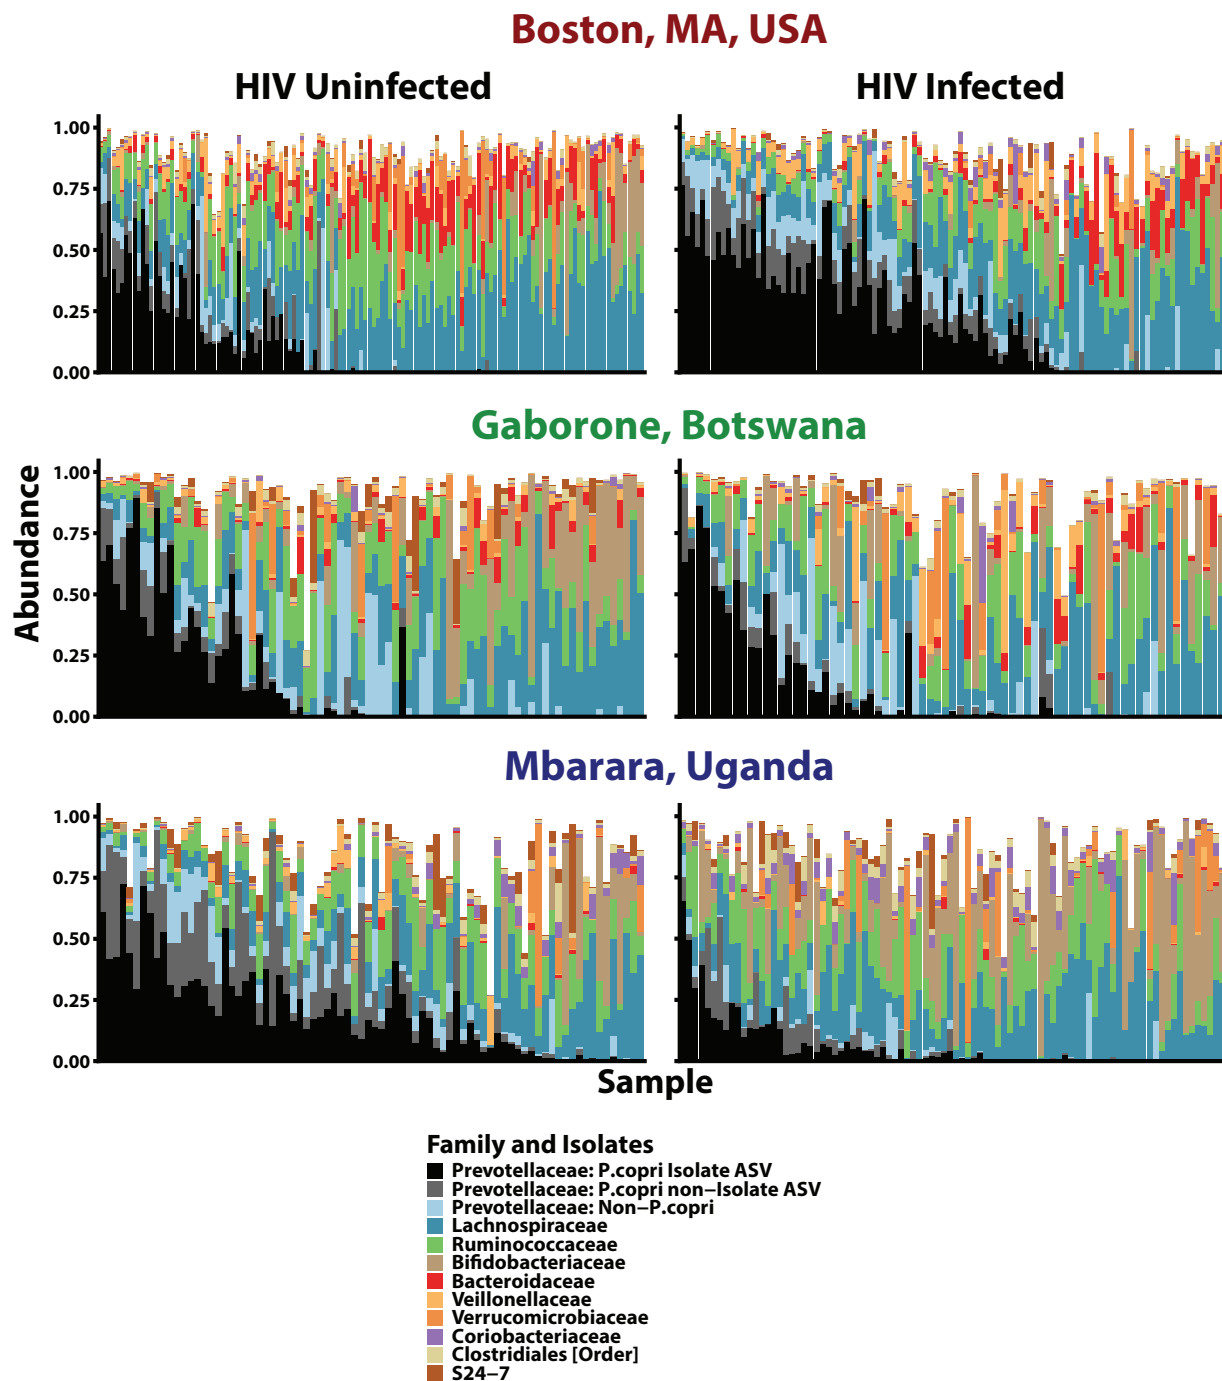 Boston, MA, USA
HIV Uninfected
HIV Infected
1.00
0.75
0.50
0.25
0.00
Gaborone, Botswana
Abundance
1.00
0.75
0.50
0.25
0.00
Mbarara, Uganda
1.00
0.75
0.50
0.25
0.00
Sample
Family and Isolates
Prevotellaceae: P.copri Isolate ASV
Prevotellaceae: P.copri non−Isolate ASV
Prevotellaceae: Non−P.copri
Lachnospiraceae
Ruminococcaceae
Bifidobacteriaceae
Bacteroidaceae
Veillonellaceae
Verrucomicrobiaceae
Coriobacteriaceae
Clostridiales [Order]
S24−7